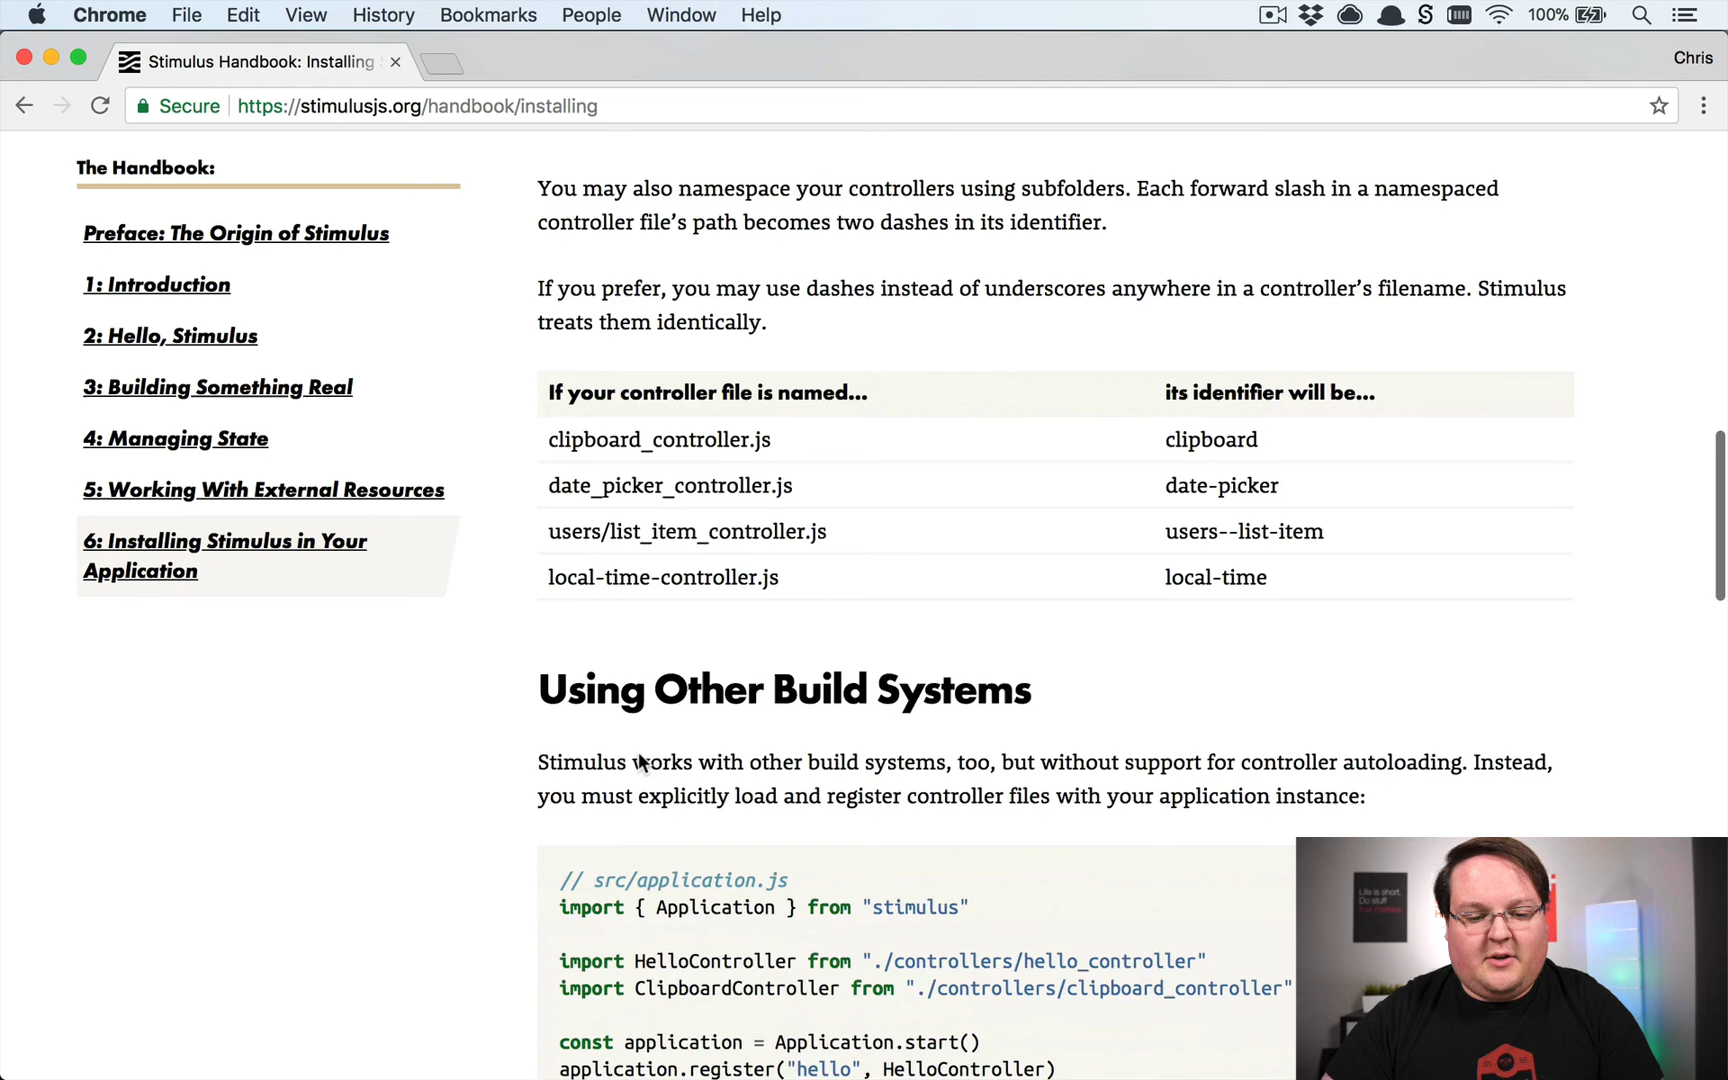 Chrome File Edit View History Bookmarks People Window Help 100%
Stimulus Handbook: Installing
Chris
Secure https://stimulusjs.org/handbook/installing
The Handbook:
Preface: The Origin of Stimulus
1: Introduction
2: Hello, Stimulus
3: Building Something Real
4: Managing State
5: Working With External Resources
6: Installing Stimulus in Your
Application
You may also namespace your controllers using subfolders. Each forward slash in a namespaced
controller file’s path becomes two dashes in its identifier.
If you prefer, you may use dashes instead of underscores anywhere in a controller’s filename. Stimulus
treats them identically.
If your controller file is named… its identifier will be…
clipboard_controller.js clipboard
date_picker_controller.js date-picker
users/list_item_controller.js users--list-item
local-time-controller.js local-time
Using Other Build Systems
Stimulus works with other build systems, too, but without support for controller autoloading. Instead,
you must explicitly load and register controller files with your application instance:
// src/application.js
import { Application } from "stimulus"
import HelloController from "./controllers/hello_controller"
import ClipboardController from "./controllers/clipboard_controller"
const application = Application.start()
application.register("hello", HelloController)
Life is short.
Do stuff